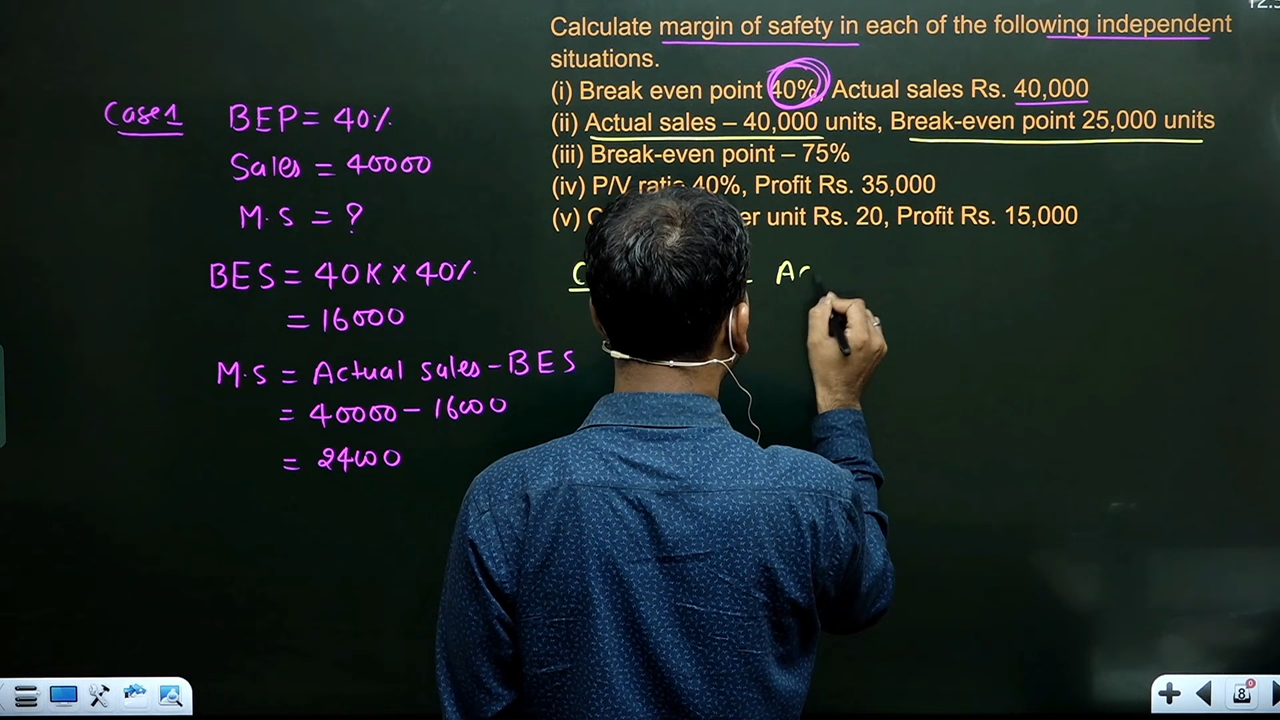 Calculate margin of safety in each of the following independent
situations.
(i) Break even point 40%, Actual sales Rs. 40,000
(ii) Actual sales – 40,000 units, Break-even point 25,000 units
(iii) Break-even point – 75%
(iv) P/V ratio 40%, Profit Rs. 35,000
(v) unit Rs. 20, Profit Rs. 15,000
Case 1 BEP = 40%
Sales = 40000
M.S = ?
BES = 40K × 40%
= 16000
M.S = Actual sales - BES
= 40000 - 16000
= 24000
8